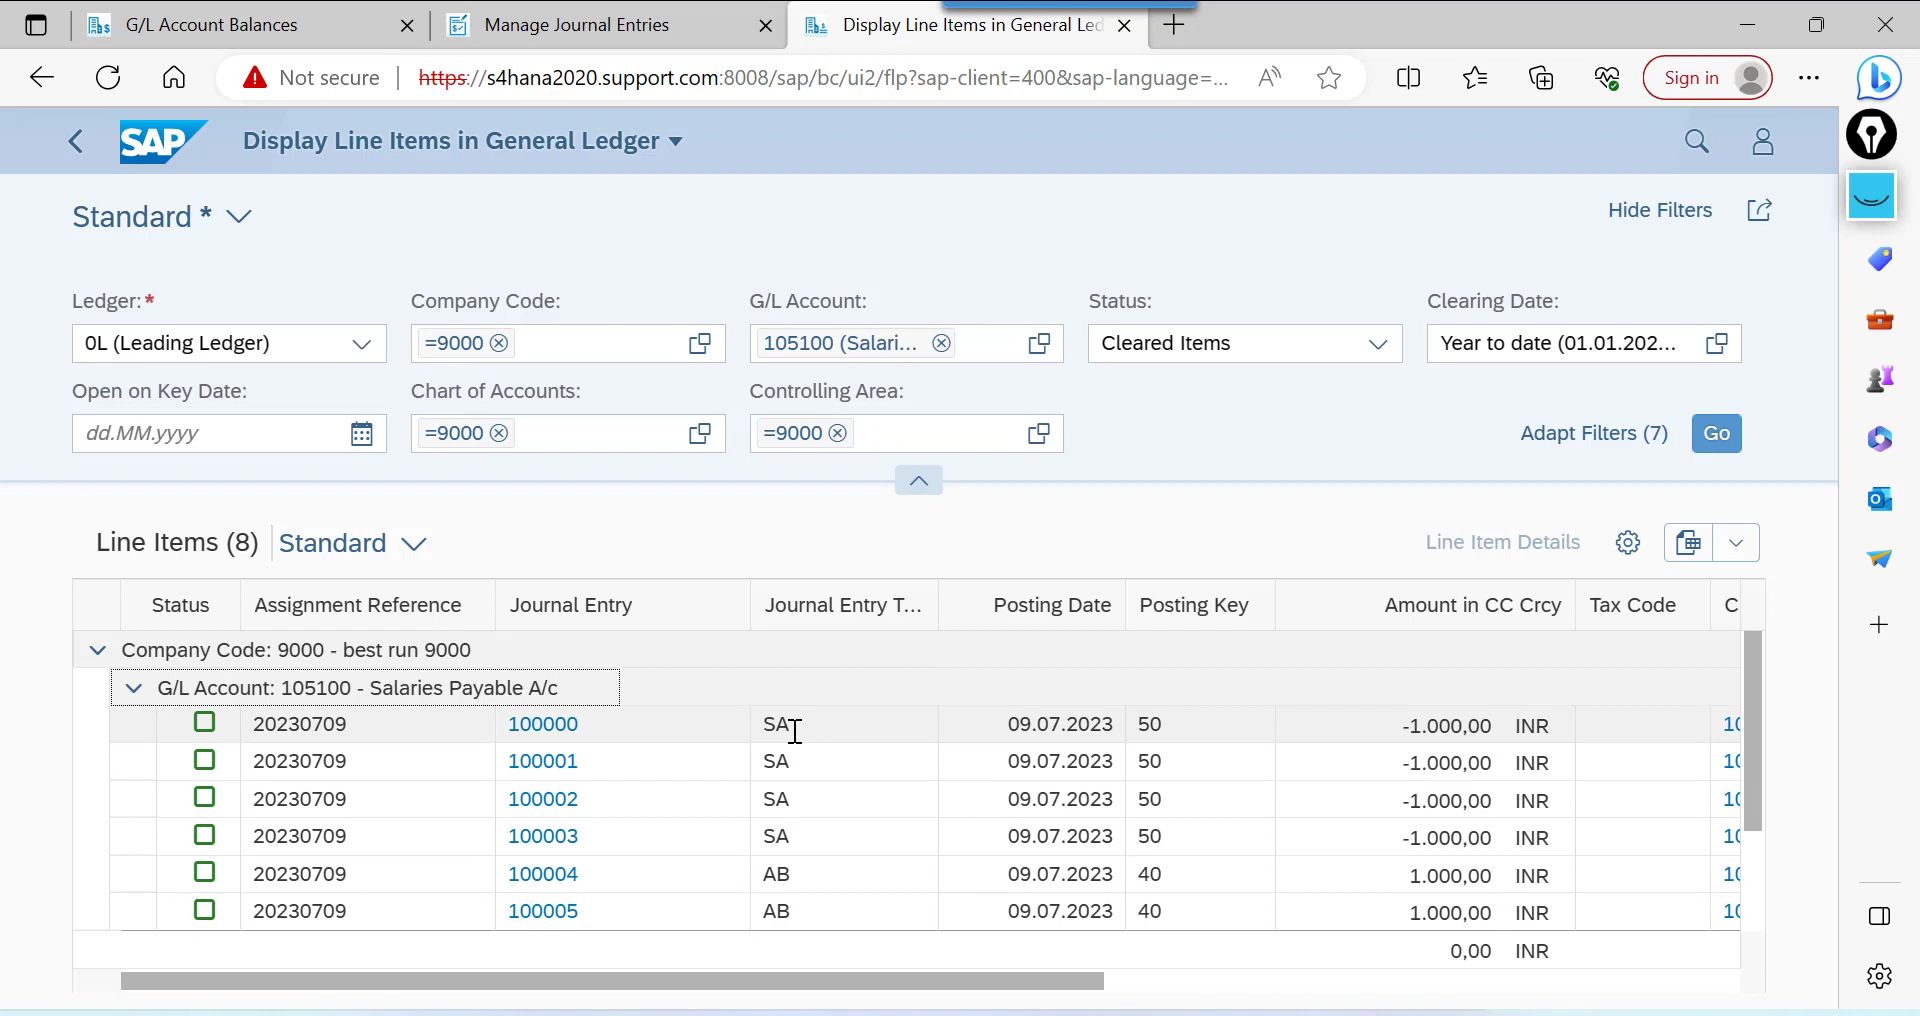 G/L Account Balances
Manage Journal Entries
Display Line Items in General Led
Not secure
https://s4hana2020.support.com:8008/sap/bc/ui2/flp?sap-client=400&sap-language=...
Sign in
SAP
Display Line Items in General Ledger
Standard *
Hide Filters
Ledger:*
Company Code:
G/L Account:
Status:
Clearing Date:
0L (Leading Ledger)
=9000
105100 (Salari...
Cleared Items
Year to date (01.01.202...
Open on Key Date:
Chart of Accounts:
Controlling Area:
dd.MM.yyyy
=9000
=9000
Adapt Filters (7)
Go
Line Items (8)
Standard
Line Item Details
Status Assignment Reference Journal Entry Journal Entry T... Posting Date Posting Key Amount in CC Crcy Tax Code C
Company Code: 9000 - best run 9000
G/L Account: 105100 - Salaries Payable A/c
20230709 100000 SA 09.07.2023 50 -1.000,00 INR 10
20230709 100001 SA 09.07.2023 50 -1.000,00 INR 10
20230709 100002 SA 09.07.2023 50 -1.000,00 INR 10
20230709 100003 SA 09.07.2023 50 -1.000,00 INR 10
20230709 100004 AB 09.07.2023 40 1.000,00 INR 10
20230709 100005 AB 09.07.2023 40 1.000,00 INR 10
0,00 INR